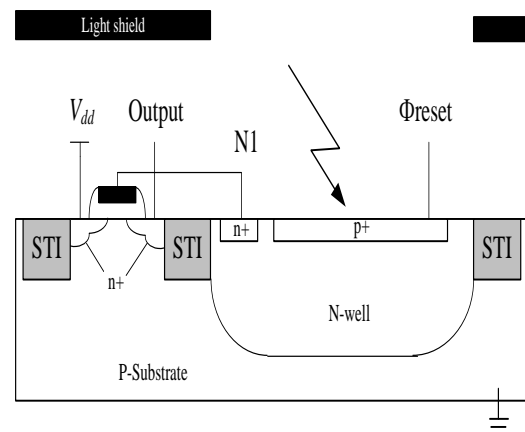 Light shield
Vdd Output Φreset
N1
n+ p+
STI STI STI
n+
N-well
P-Substrate